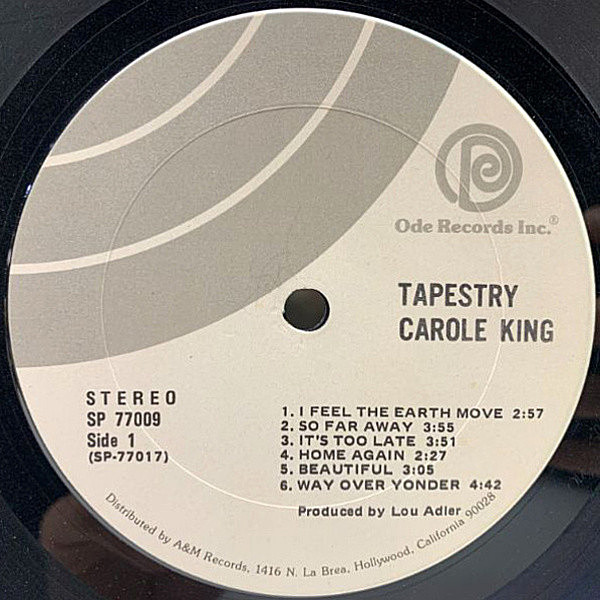 Ode Records Inc.®
TAPESTRY
CAROLE KING
STEREO
SP 77009
Side 1
(SP-77017)
1. I FEEL THE EARTH MOVE 2:57
2. SO FAR AWAY 3:55
3. IT'S TOO LATE 3:51
4. HOME AGAIN 2:27
5. BEAUTIFUL 3:05
6. WAY OVER YONDER 4:42
Produced by Lou Adler
Distributed by A&M Records, 1416 N. La Brea, Hollywood, California 90028